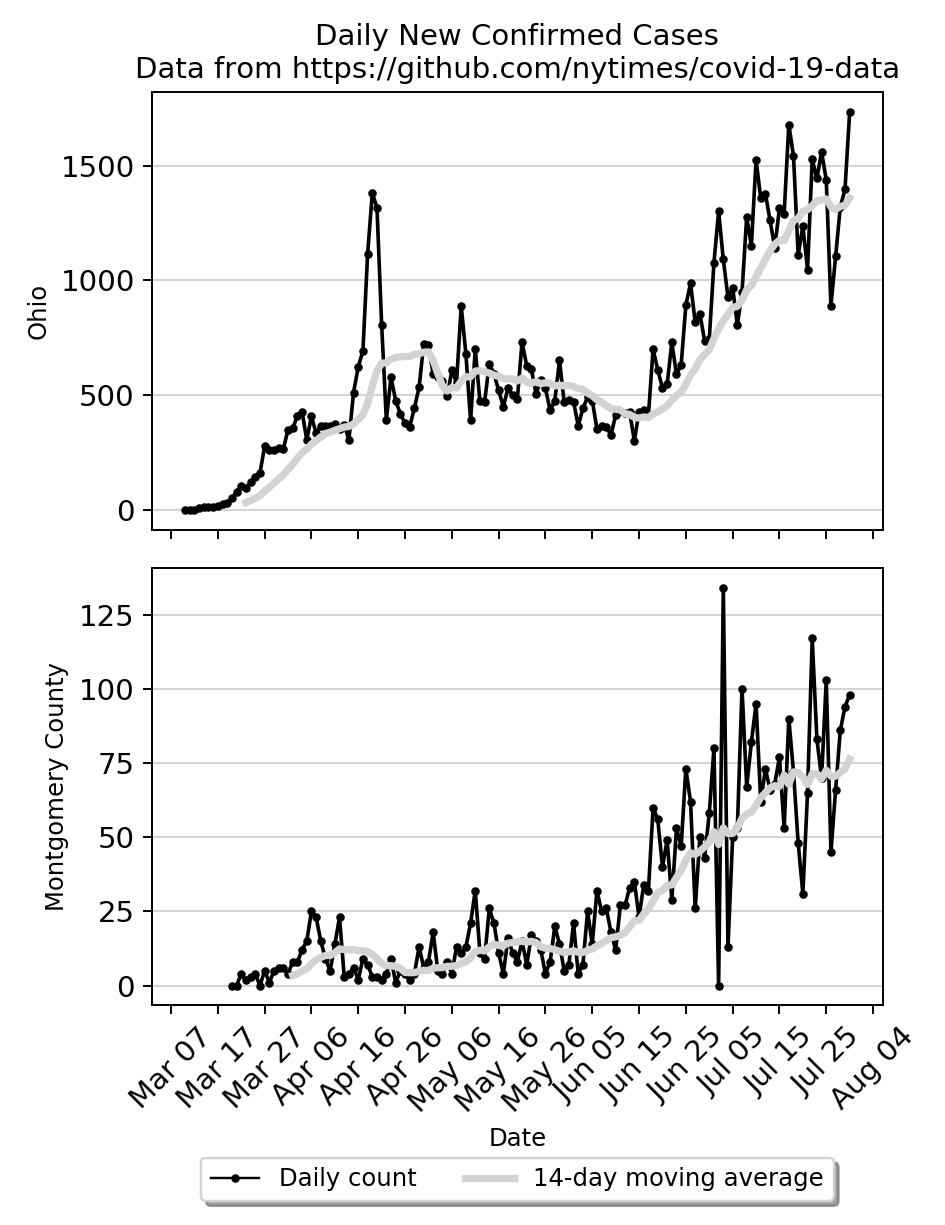 Daily New Confirmed Cases
Data from https://github.com/nytimes/covid-19-data
1500
1000
500
0
Ohio
125
100
75
50
25
0
Montgomery County
Mar 07
Mar 17
Mar 27
Apr 06
Apr 16
Apr 26
May 06
May 16
May 26
Jun 05
Jun 15
Jun 25
Jul 05
Jul 15
Jul 25
Aug 04
Date
Daily count
14-day moving average